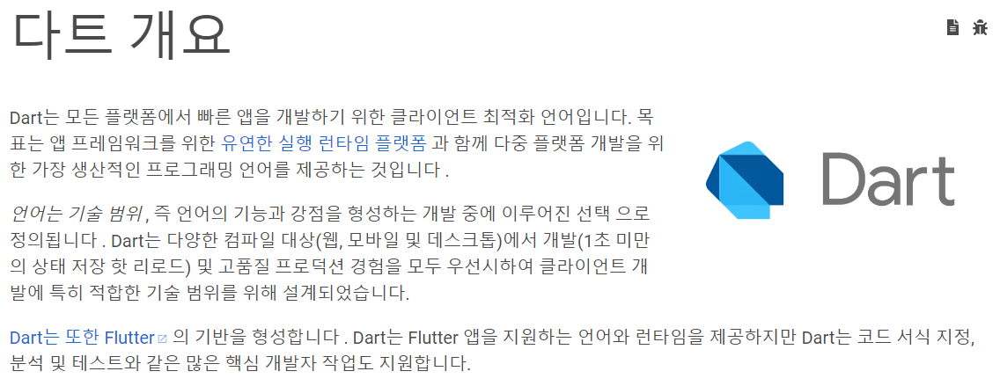 다트 개요
Dart는 모든 플랫폼에서 빠른 앱을 개발하기 위한 클라이언트 최적화 언어입니다. 목
표는 앱 프레임워크를 위한 유연한 실행 런타임 플랫폼 과 함께 다중 플랫폼 개발을 위
한 가장 생산적인 프로그래밍 언어를 제공하는 것입니다 .
Dart
언어는 기술 범위 , 즉 언어의 기능과 강점을 형성하는 개발 중에 이루어진 선택 으로
정의됩니다 . Dart는 다양한 컴파일 대상(웹, 모바일 및 데스크톱)에서 개발(1초 미만
의 상태 저장 핫 리로드) 및 고품질 프로덕션 경험을 모두 우선시하여 클라이언트 개
발에 특히 적합한 기술 범위를 위해 설계되었습니다.
Dart는 또한 Flutter 의 기반을 형성합니다 . Dart는 Flutter 앱을 지원하는 언어와 런타임을 제공하지만 Dart는 코드 서식 지정,
분석 및 테스트와 같은 많은 핵심 개발자 작업도 지원합니다.